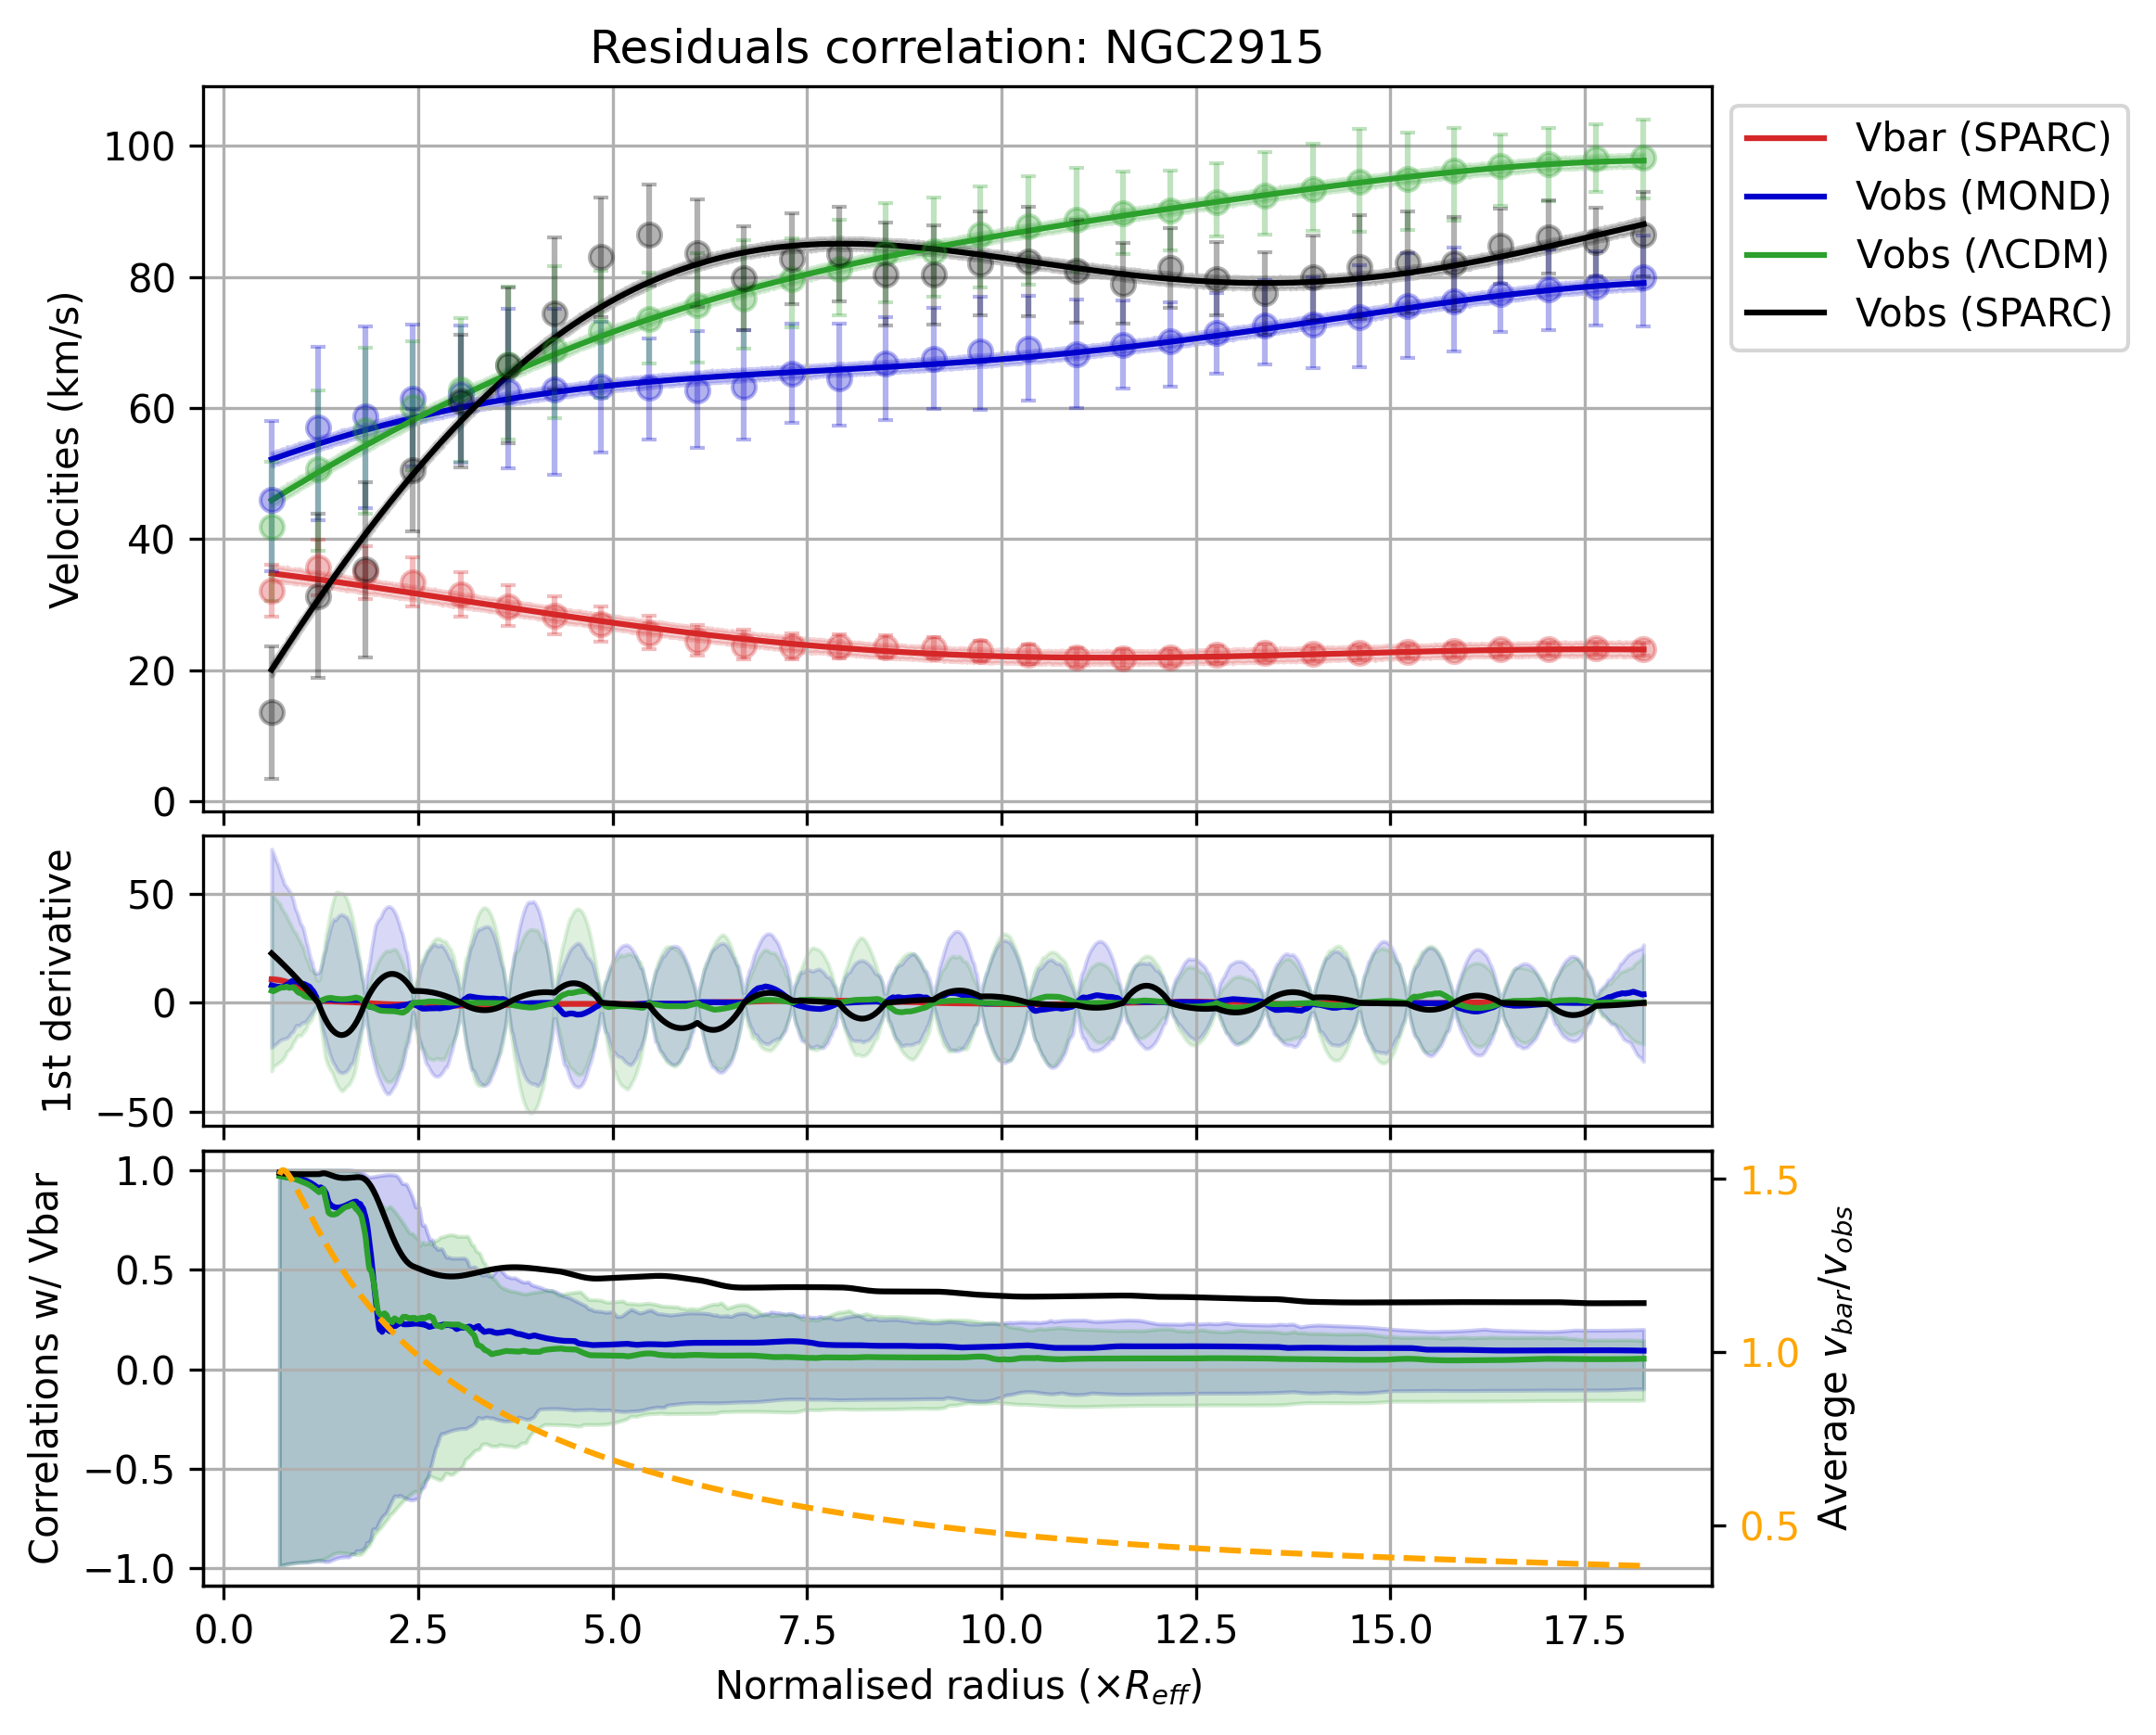 Residuals correlation: NGC2915
Velocities (km/s)
100
80
60
40
20
0
Vbar (SPARC)
Vobs (MOND)
Vobs (ΛCDM)
Vobs (SPARC)
1st derivative
50
0
−50
Correlations w/ Vbar
1.0
0.5
0.0
−0.5
−1.0
1.5
1.0
0.5
Average v_bar/v_obs
0.0 2.5 5.0 7.5 10.0 12.5 15.0 17.5
Normalised radius (×R_eff)